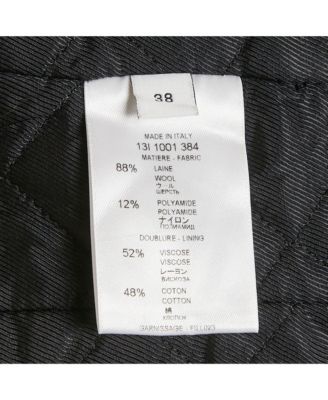 38
MADE IN ITALY
13I 1001 384
MATIERE - FABRIC
88% LAINE
WOOL
ウール
ШЕРСТЬ
12% POLYAMIDE
POLYAMIDE
ナイロン
ПОЛИАМИД
DOUBLURE - LINING
52% VISCOSE
VISCOSE
レーヨン
ВИСКОЗА
48% COTON
COTTON
綿
ХЛОПОК
GARNISSAGE - FILLING